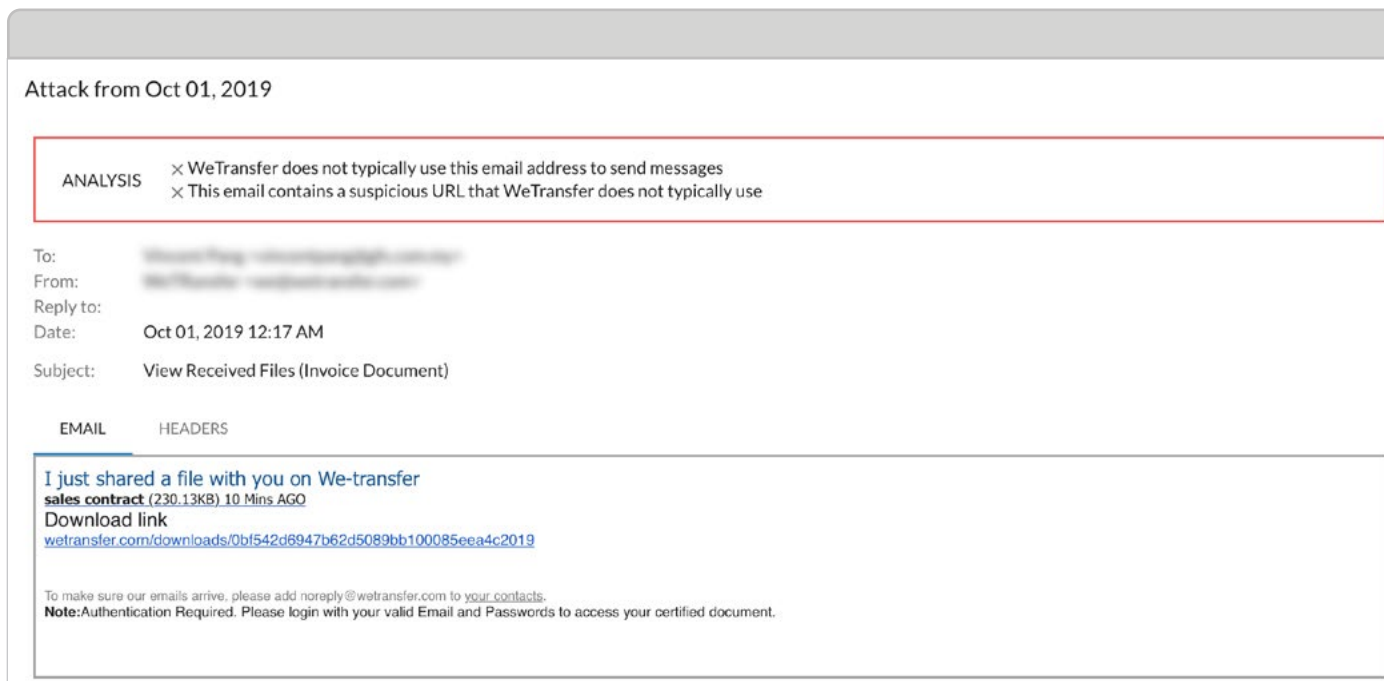 Attack from Oct 01, 2019
ANALYSIS
× WeTransfer does not typically use this email address to send messages
× This email contains a suspicious URL that WeTransfer does not typically use
To:
From:
Reply to:
Date: Oct 01, 2019 12:17 AM
Subject: View Received Files (Invoice Document)
EMAIL HEADERS
I just shared a file with you on We-transfer
sales contract (230.13KB) 10 Mins AGO
Download link
wetransfer.com/downloads/0bf542d6947b62d5089bb100085eea4c2019
To make sure our emails arrive, please add noreply@wetransfer.com to your contacts.
Note:Authentication Required. Please login with your valid Email and Passwords to access your certified document.